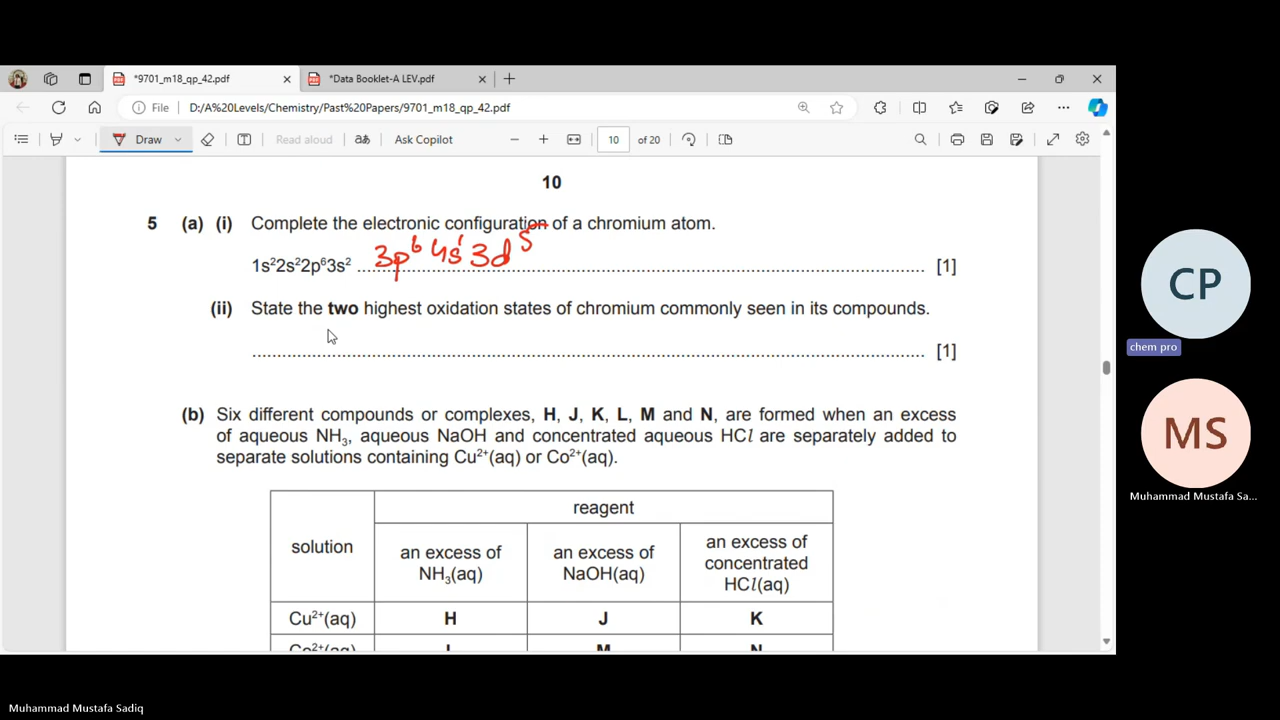 *9701_m18_qp_42.pdf
*Data Booklet-A LEV.pdf
File D:/A%20Levels/Chemistry/Past%20Papers/9701_m18_qp_42.pdf
Draw Read aloud aあ Ask Copilot 10 of 20
10
5 (a) (i) Complete the electronic configuration of a chromium atom.
1s²2s²2p⁶3s² 3p⁶ 4s¹ 3d⁵ [1]
(ii) State the two highest oxidation states of chromium commonly seen in its compounds.
[1]
(b) Six different compounds or complexes, H, J, K, L, M and N, are formed when an excess
of aqueous NH₃, aqueous NaOH and concentrated aqueous HCl are separately added to
separate solutions containing Cu²⁺(aq) or Co²⁺(aq).
solution
reagent
an excess of
NH₃(aq)
an excess of
NaOH(aq)
an excess of
concentrated
HCl(aq)
Cu²⁺(aq) H J K
Co²⁺(aq) L M N
CP
chem pro
MS
Muhammad Mustafa Sa...
Muhammad Mustafa Sadiq